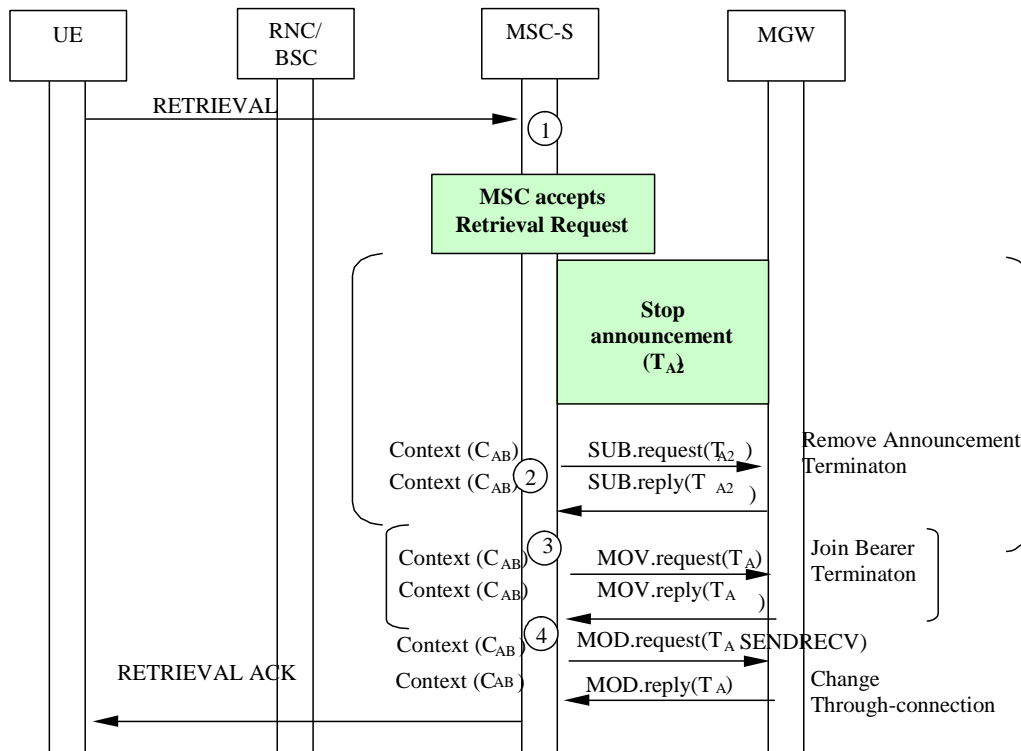 UE
RNC/
BSC
MSC-S
MGW
RETRIEVAL
1
MSC accepts
Retrieval Request
Stop
announcement
(TA2)
Context (CAB) SUB.request(TA2 ) Remove Announcement
2 Terminaton
Context (CAB) SUB.reply(T A2 )
3
Context (CAB) MOV.request(TA) Join Bearer
Terminaton
Context (CAB) MOV.reply(TA )
4
Context (CAB) MOD.request(TA SENDRECV)
RETRIEVAL ACK
Context (CAB) MOD.reply(TA) Change
Through-connection